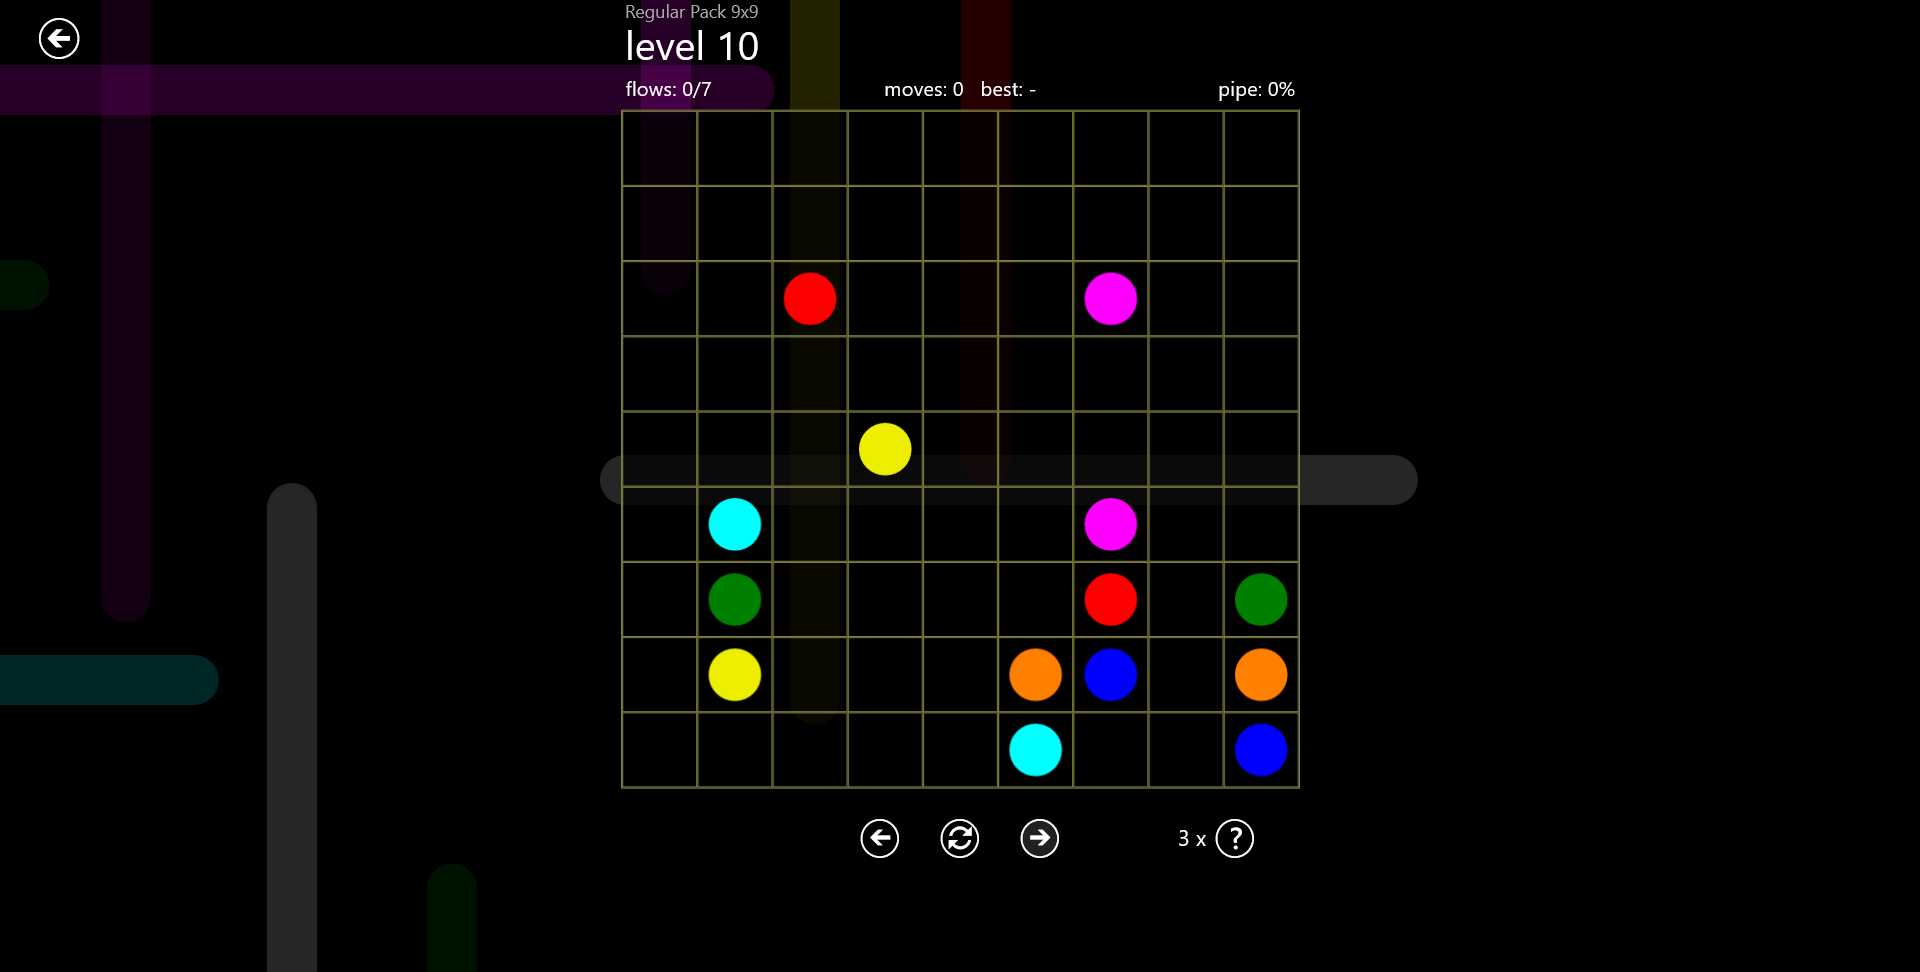 Regular Pack 9x9
level 10
flows: 0/7 moves: 0 best: - pipe: 0%
3 x ?